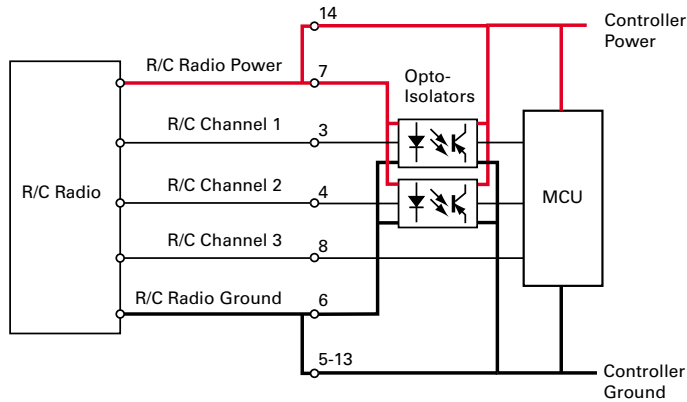 14
Controller
Power
R/C Radio Power
7
Opto-
Isolators
R/C Channel 1
3
R/C Radio
R/C Channel 2
4
MCU
R/C Channel 3
8
R/C Radio Ground
6
5-13
Controller
Ground